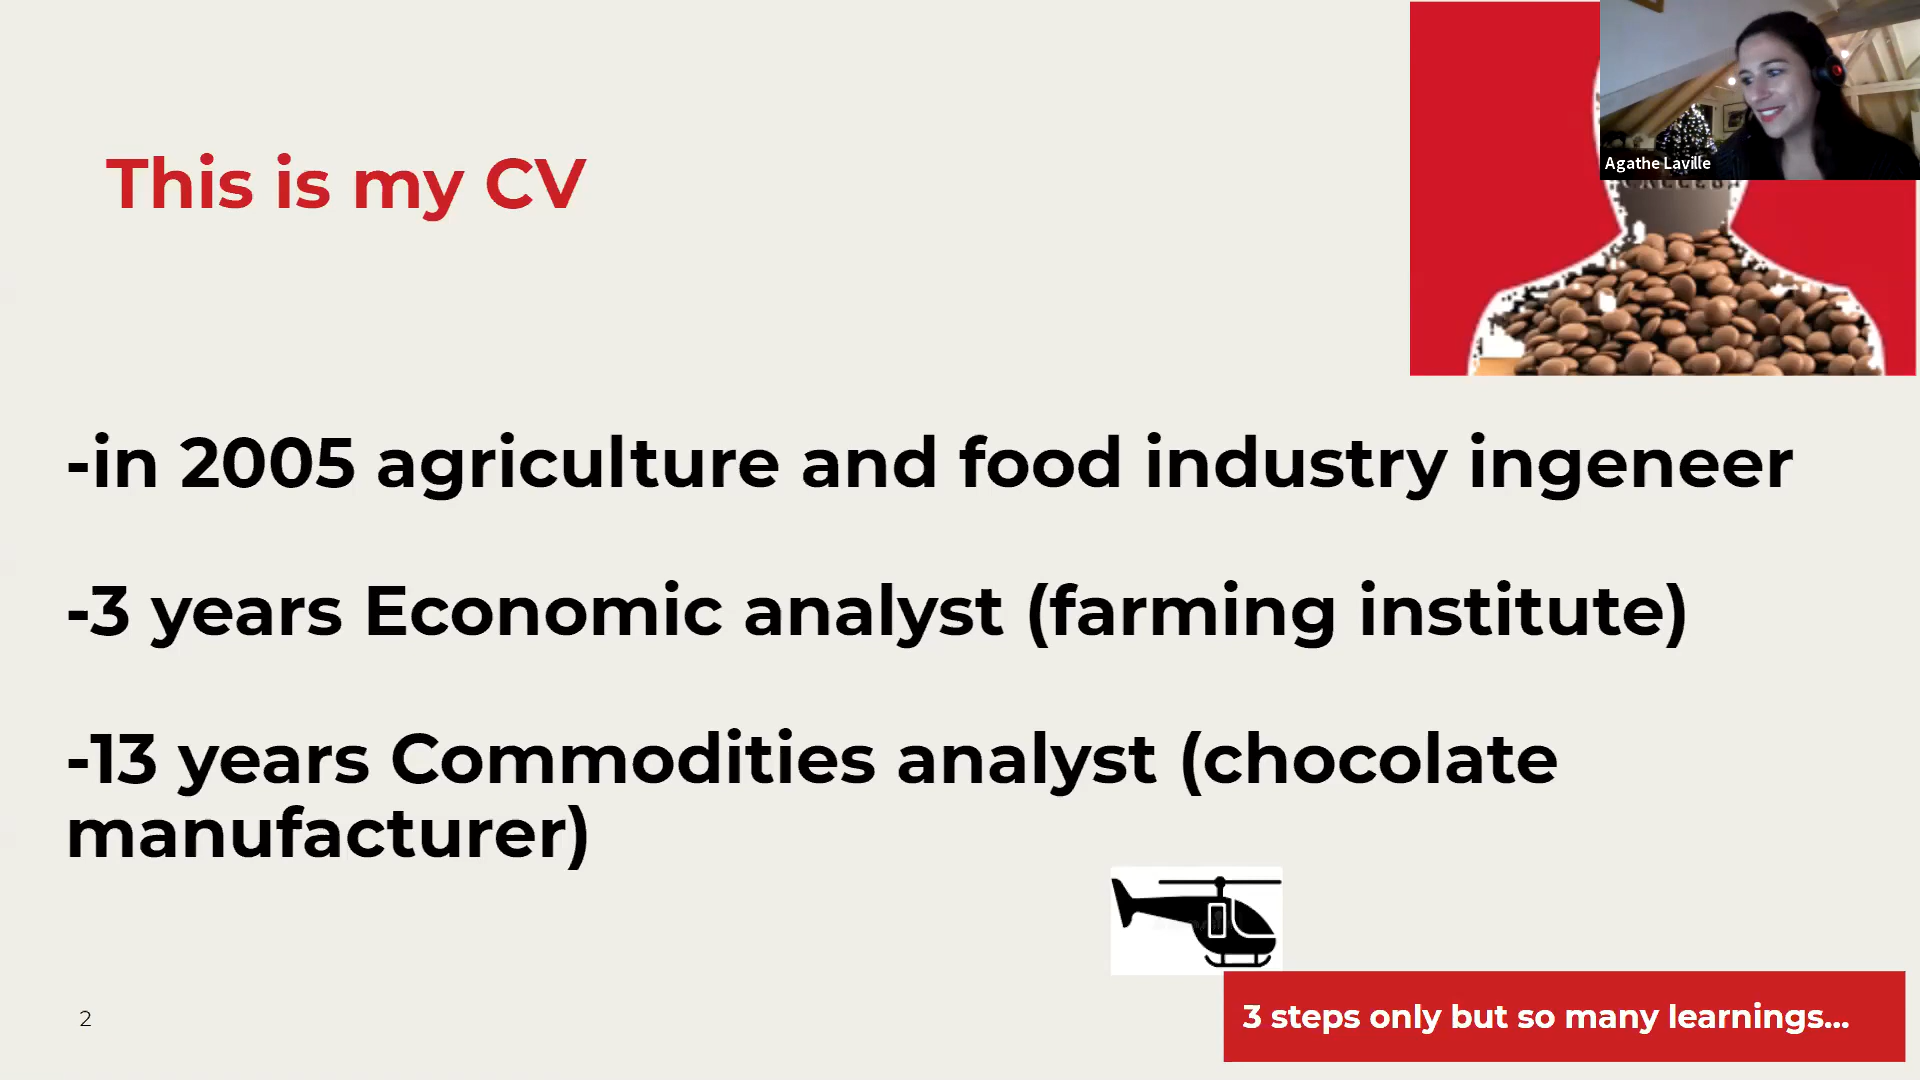 Agathe Laville
This is my CV
-in 2005 agriculture and food industry ingeneer
-3 years Economic analyst (farming institute)
-13 years Commodities analyst (chocolate
manufacturer)
3 steps only but so many learnings...
2